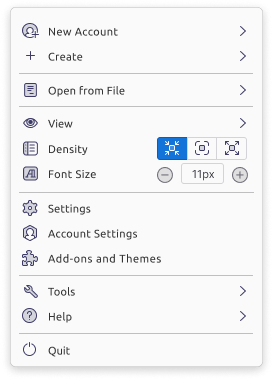 New Account
Create
Open from File
View
Density
Font Size 11px
Settings
Account Settings
Add-ons and Themes
Tools
Help
Quit